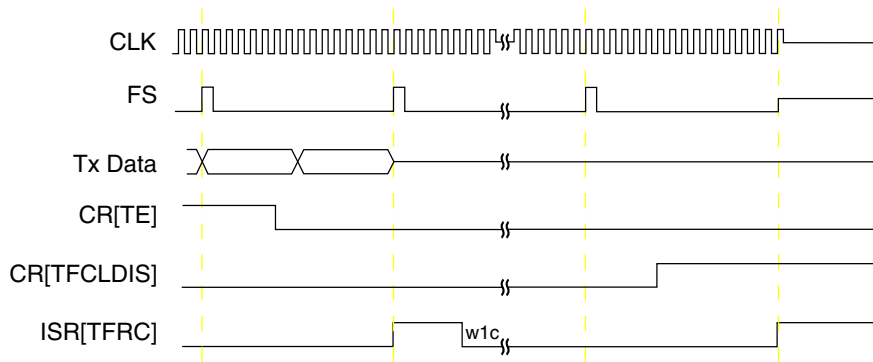 CLK
FS
Tx Data
CR[TE]
CR[TFCLDIS]
ISR[TFRC]
w1c